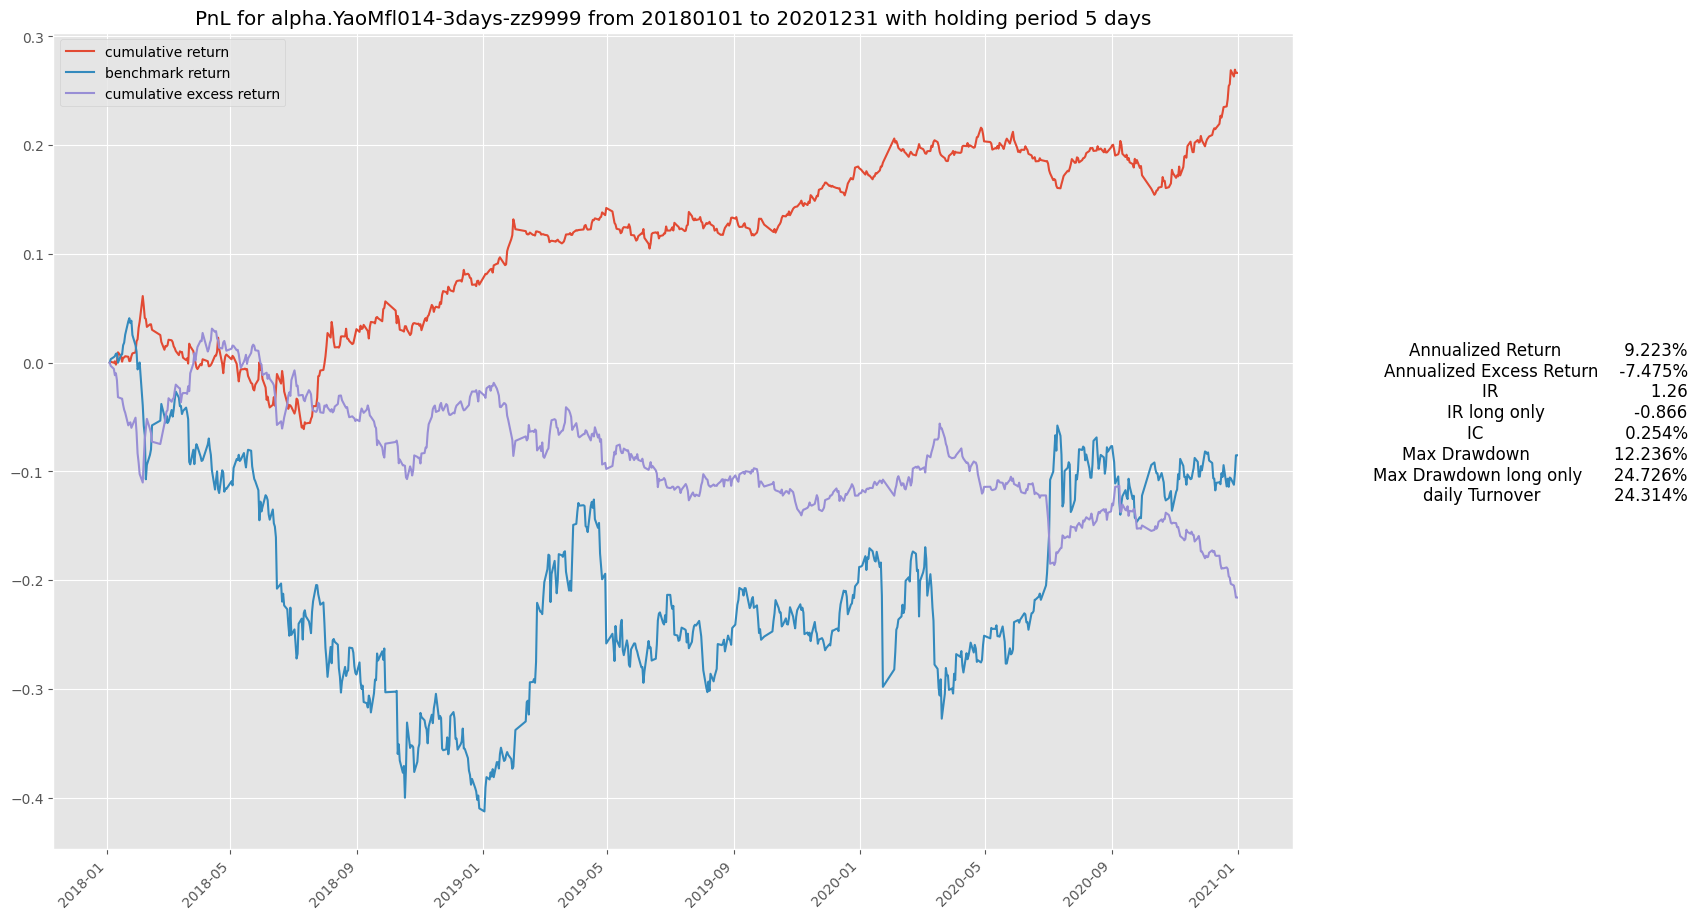 PnL for alpha.YaoMfl014-3days-zz9999 from 20180101 to 20201231 with holding period 5 days
cumulative return
benchmark return
cumulative excess return
0.3
0.2
0.1
0.0
−0.1
−0.2
−0.3
−0.4
2018-01
2018-05
2018-09
2019-01
2019-05
2019-09
2020-01
2020-05
2020-09
2021-01
Annualized Return 9.223%
Annualized Excess Return -7.475%
IR 1.26
IR long only -0.866
IC 0.254%
Max Drawdown 12.236%
Max Drawdown long only 24.726%
daily Turnover 24.314%